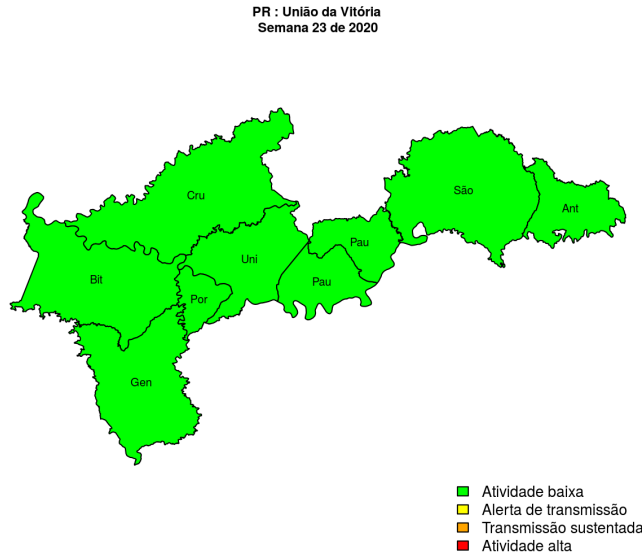 PR : União da Vitória
Semana 23 de 2020
Cru
São
Ant
Pau
Uni
Bit
Pau
Por
Gen
Atividade baixa
Alerta de transmissão
Transmissão sustentada
Atividade alta